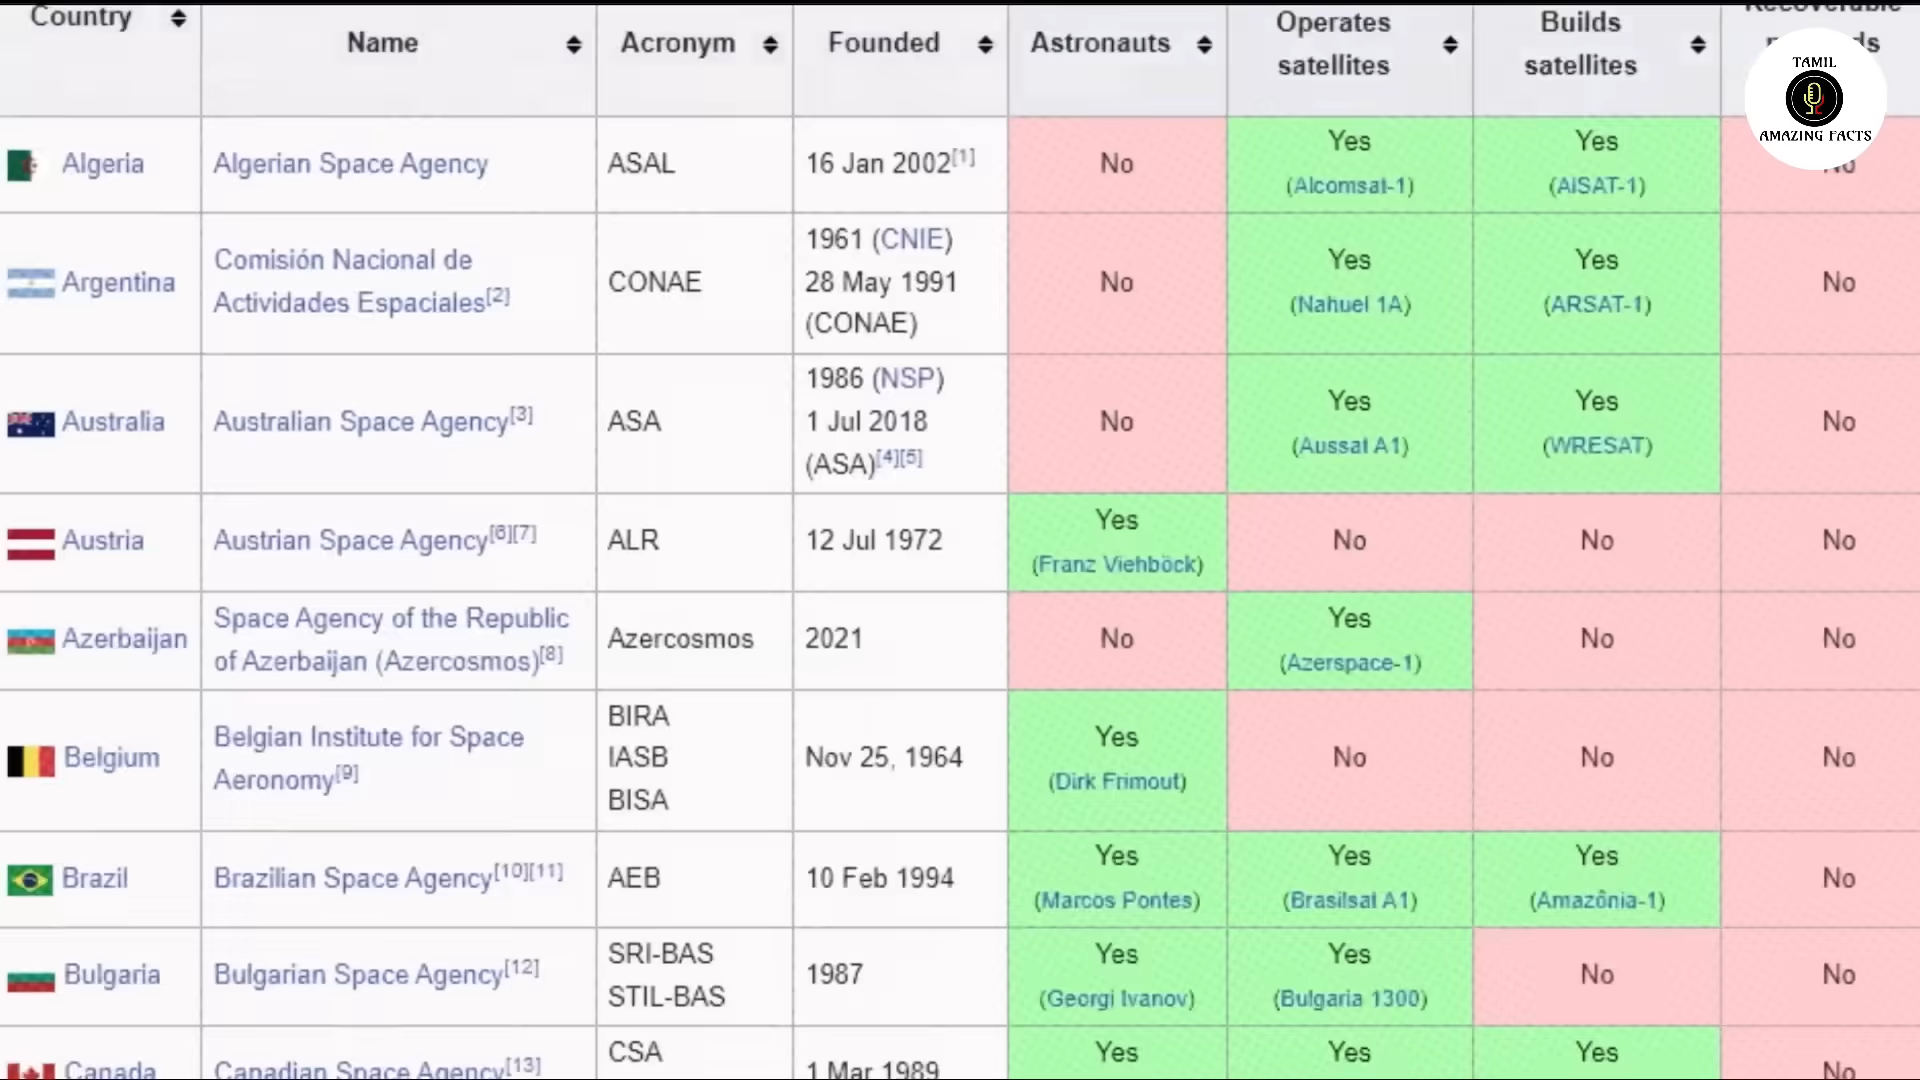 Country
Name
Acronym
Founded
Astronauts
Operates
satellites
Builds
satellites
Recoverable
TAMIL
AMAZING FACTS
Algeria
Algerian Space Agency
ASAL
16 Jan 2002[1]
No
Yes
(Alcomsat-1)
Yes
(AlSAT-1)
No
Argentina
Comisión Nacional de
Actividades Espaciales[2]
CONAE
1961 (CNIE)
28 May 1991
(CONAE)
No
Yes
(Nahuel 1A)
Yes
(ARSAT-1)
No
Australia
Australian Space Agency[3]
ASA
1986 (NSP)
1 Jul 2018
(ASA)[4][5]
No
Yes
(Aussat A1)
Yes
(WRESAT)
No
Austria
Austrian Space Agency[6][7]
ALR
12 Jul 1972
Yes
(Franz Viehböck)
No
No
No
Azerbaijan
Space Agency of the Republic
of Azerbaijan (Azercosmos)[8]
Azercosmos
2021
No
Yes
(Azerspace-1)
No
No
Belgium
Belgian Institute for Space
Aeronomy[9]
BIRA
IASB
BISA
Nov 25, 1964
Yes
(Dirk Frimout)
No
No
No
Brazil
Brazilian Space Agency[10][11]
AEB
10 Feb 1994
Yes
(Marcos Pontes)
Yes
(Brasilsat A1)
Yes
(Amazônia-1)
No
Bulgaria
Bulgarian Space Agency[12]
SRI-BAS
STIL-BAS
1987
Yes
(Georgi Ivanov)
Yes
(Bulgaria 1300)
No
No
Canada
Canadian Space Agency[13]
CSA
1 Mar 1989
Yes
Yes
Yes
No